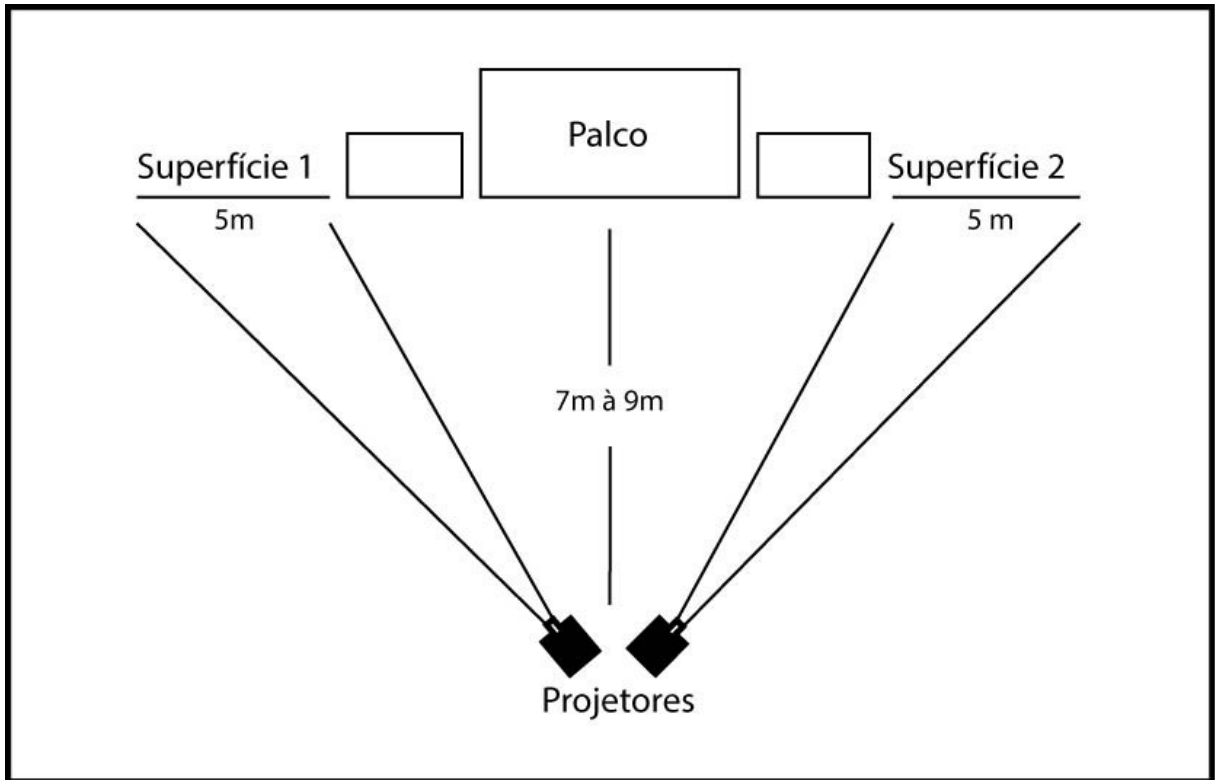 Palco
Superfície 1
Superfície 2
5m
5 m
7m à 9m
Projetores